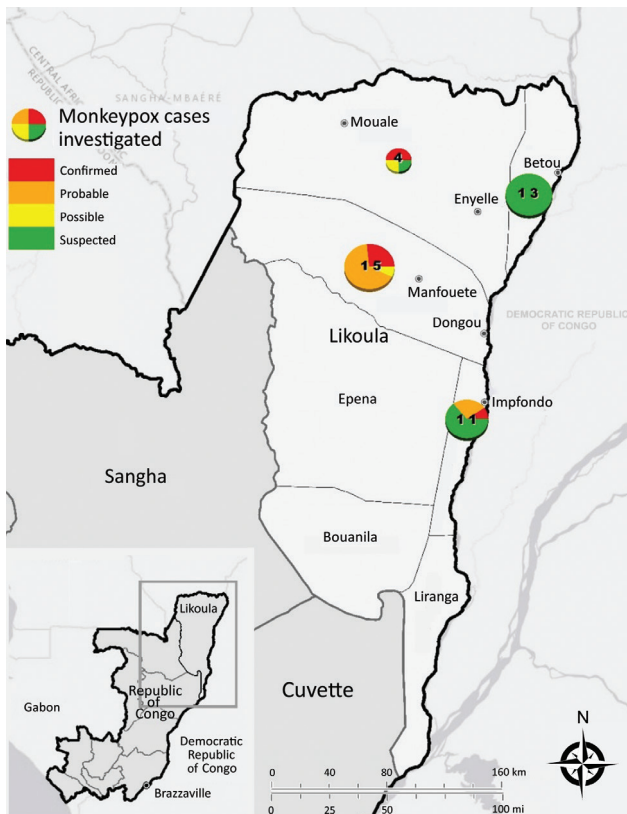 CENTRAL AFRICAN
REPUBLIC
SANGHA-MBAÉRÉ
Monkeypox cases
investigated
Confirmed
Probable
Possible
Suspected
Mouale
4
Betou
13
Enyelle
15
Manfouete
Dongou
DEMOCRATIC REPUBLIC
OF CONGO
Likoula
Epena
Impfondo
11
Sangha
Bouanila
Liranga
Cuvette
Likoula
Gabon
Republic
of
Congo
Democratic
Republic
of Congo
Brazzaville
N
0 40 80 160 km
0 25 50 100 mi